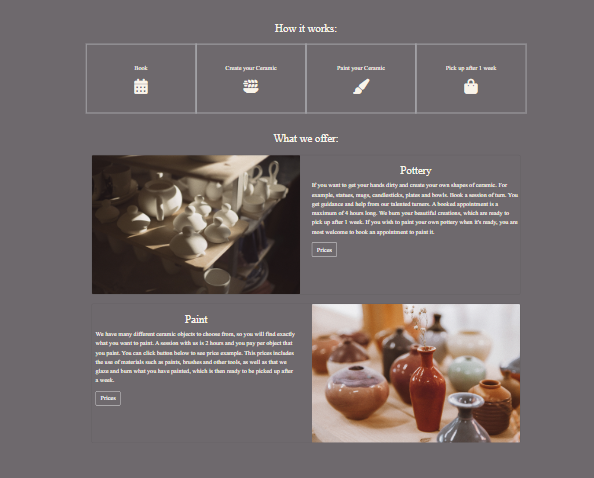 How it works:
Book
Create your Ceramic
Paint your Ceramic
Pick up after 1 week
What we offer:
Pottery
If you want to get your hands dirty and create your own shapes of ceramic. For
example, statues, mugs, candlesticks, plates and bowls. Book a session of turn. You
get guidance and help from our talented turners. A booked appointment is a
maximum of 4 hours long. We burn your beautiful creations, which are ready to
pick up after 1 week. If you wish to paint your own pottery when it's ready, you are
most welcome to book an appointment to paint it.
Prices
Paint
We have many different ceramic objects to choose from, so you will find exactly
what you want to paint. A session with us is 2 hours and you pay per object that
you paint. You can click button below to see price example. This prices includes
the use of materials such as paints, brushes and other tools, as well as that we
glaze and burn what you have painted, which is then ready to be picked up after
a week.
Prices